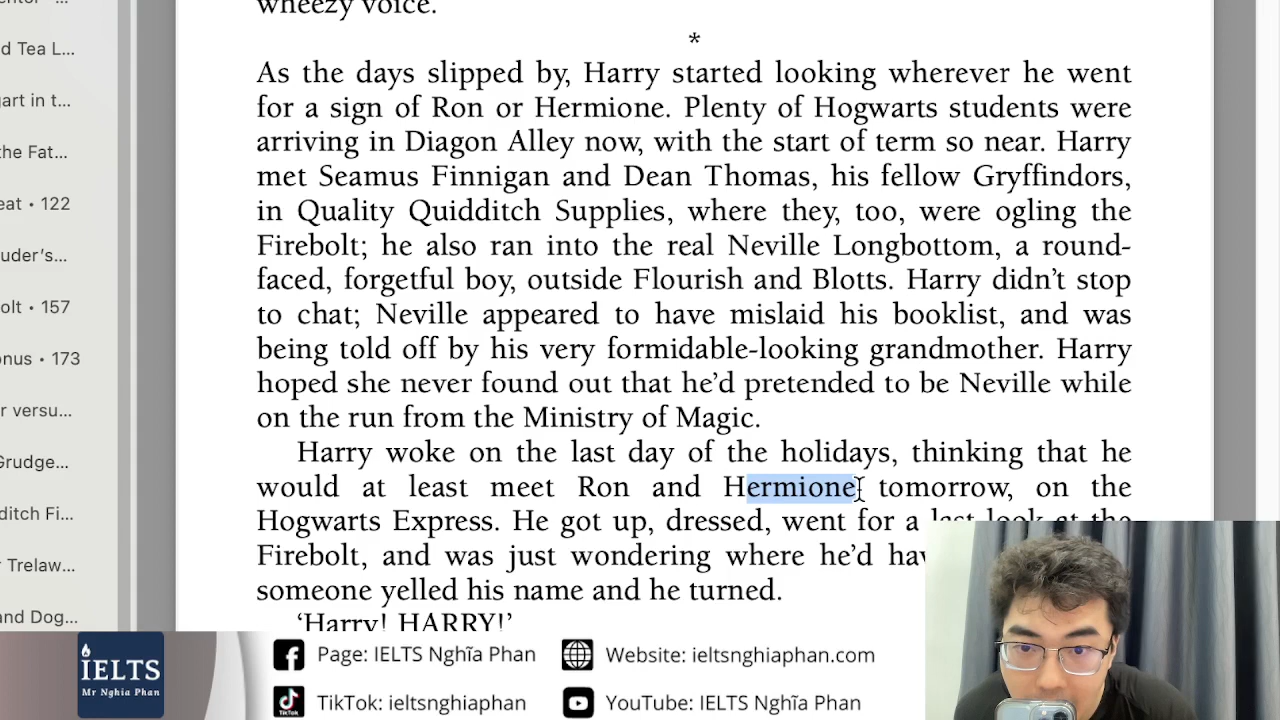 wheezy voice.
*
As the days slipped by, Harry started looking wherever he went
for a sign of Ron or Hermione. Plenty of Hogwarts students were
arriving in Diagon Alley now, with the start of term so near. Harry
met Seamus Finnigan and Dean Thomas, his fellow Gryffindors,
in Quality Quidditch Supplies, where they, too, were ogling the
Firebolt; he also ran into the real Neville Longbottom, a round-
faced, forgetful boy, outside Flourish and Blotts. Harry didn't stop
to chat; Neville appeared to have mislaid his booklist, and was
being told off by his very formidable-looking grandmother. Harry
hoped she never found out that he'd pretended to be Neville while
on the run from the Ministry of Magic.
Harry woke on the last day of the holidays, thinking that he
would at least meet Ron and Hermione tomorrow, on the
Hogwarts Express. He got up, dressed, went for a last look at the
Firebolt, and was just wondering where he'd hav
someone yelled his name and he turned.
'Harry! HARRY!'
d Tea L...
gart in t...
the Fat...
eat • 122
uder's...
olt • 157
onus • 173
r versu...
Grudge...
ditch Fi...
r Trelaw...
and Dog...
IELTS
Mr Nghia Phan
Page: IELTS Nghĩa Phan
Website: ieltsnghiaphan.com
TikTok: ieltsnghiaphan
YouTube: IELTS Nghĩa Phan